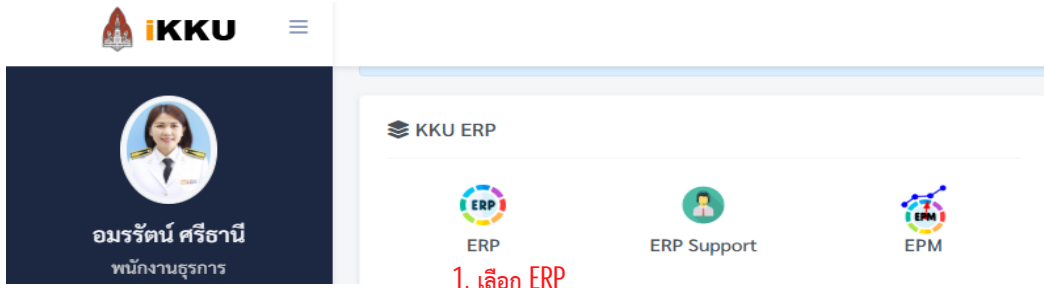 iKKU
KKU ERP
ERP
ERP
ERP Support
EPM
EPM
อมรรัตน์ ศรีธานี
พนักงานธุรการ
1. เลือก ERP